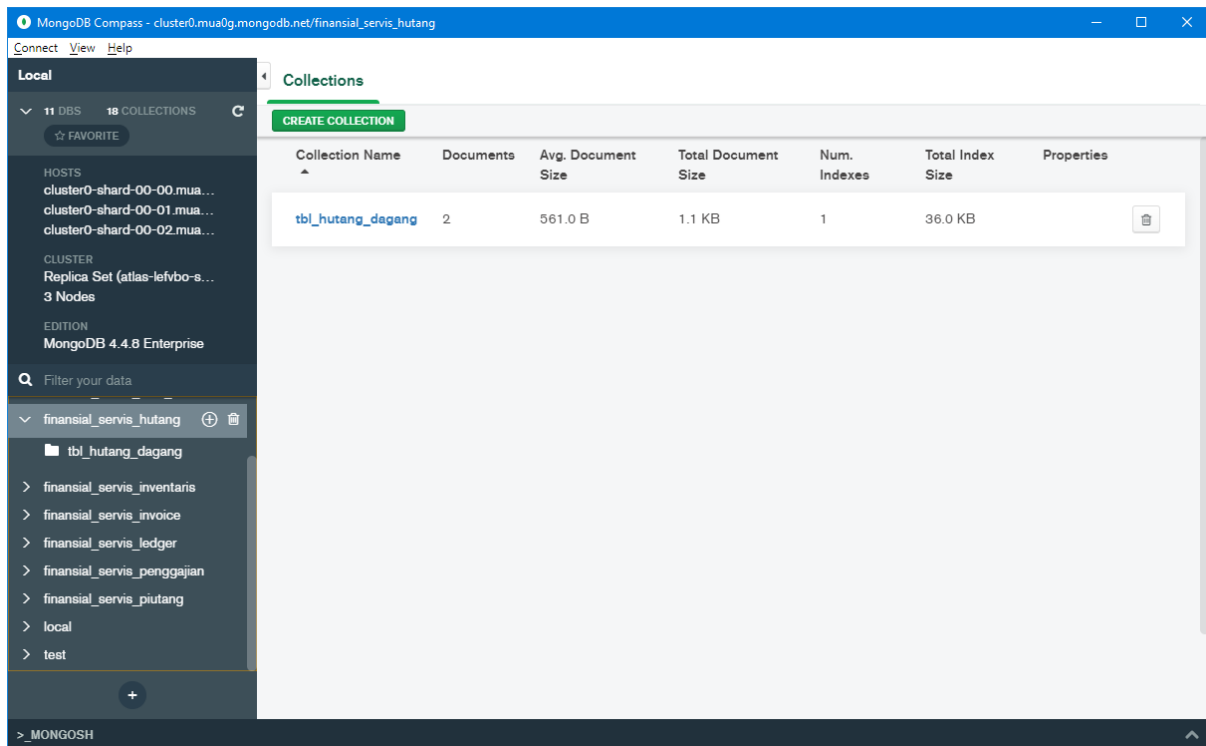 MongoDB Compass - cluster0.mua0g.mongodb.net/finansial_servis_hutang
Connect View Help
Local
11 DBS 18 COLLECTIONS
FAVORITE
HOSTS
cluster0-shard-00-00.mua...
cluster0-shard-00-01.mua...
cluster0-shard-00-02.mua...
CLUSTER
Replica Set (atlas-lefvbo-s...
3 Nodes
EDITION
MongoDB 4.4.8 Enterprise
Filter your data
finansial_servis_hutang
tbl_hutang_dagang
finansial_servis_inventaris
finansial_servis_invoice
finansial_servis_ledger
finansial_servis_penggajian
finansial_servis_piutang
local
test
Collections
CREATE COLLECTION
Collection Name Documents Avg. Document Total Document Num. Total Index Properties
Size Size Indexes Size
tbl_hutang_dagang 2 561.0 B 1.1 KB 1 36.0 KB
>_MONGOSH